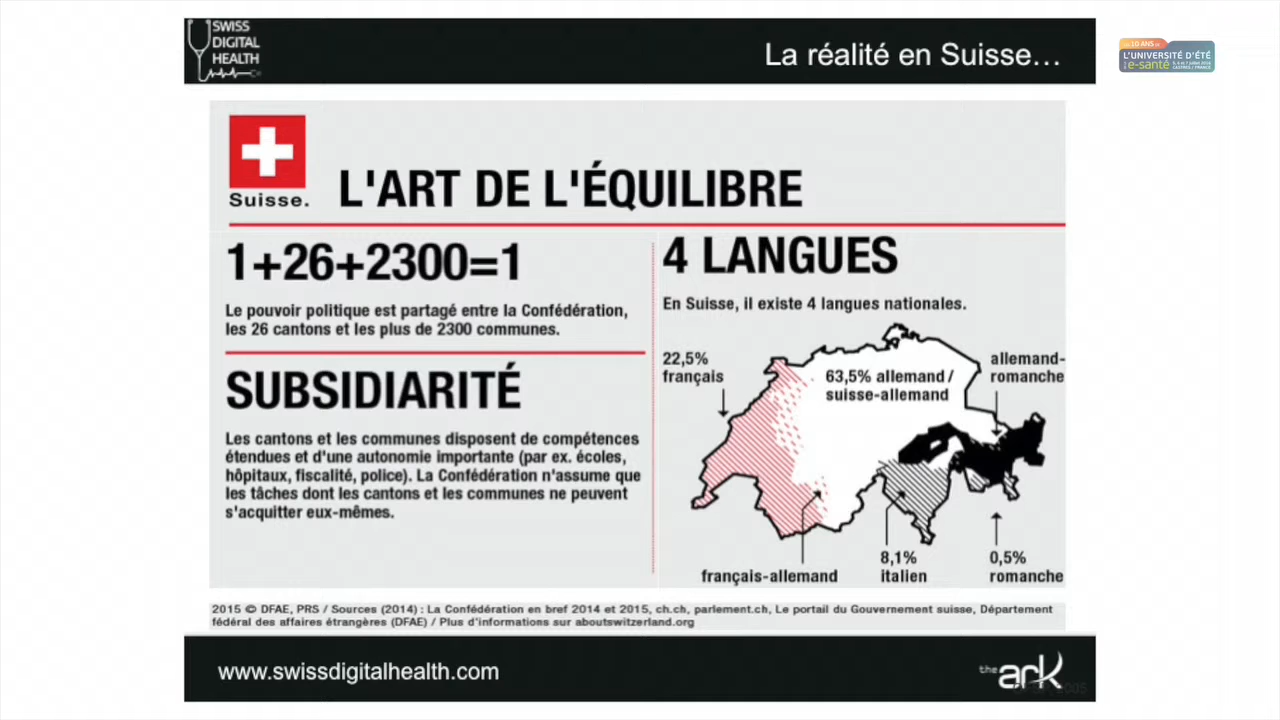 SWISS
DIGITAL
HEALTH
La réalité en Suisse...
L'UNIVERSITÉ D'ÉTÉ
e-santé
Suisse.
L'ART DE L'ÉQUILIBRE
1+26+2300=1
Le pouvoir politique est partagé entre la Confédération,
les 26 cantons et les plus de 2300 communes.
SUBSIDIARITÉ
Les cantons et les communes disposent de compétences
étendues et d'une autonomie importante (par ex. écoles,
hôpitaux, fiscalité, police). La Confédération n'assume que
les tâches dont les cantons et les communes ne peuvent
s'acquitter eux-mêmes.
4 LANGUES
En Suisse, il existe 4 langues nationales.
22,5%
français
63,5% allemand /
suisse-allemand
allemand-
romanche
français-allemand
8,1%
italien
0,5%
romanche
2015 © DFAE, PRS / Sources (2014) : La Confédération en bref 2014 et 2015, ch.ch, parlement.ch, Le portail du Gouvernement suisse, Département
fédéral des affaires étrangères (DFAE) / Plus d'informations sur aboutswitzerland.org
www.swissdigitalhealth.com
the ark